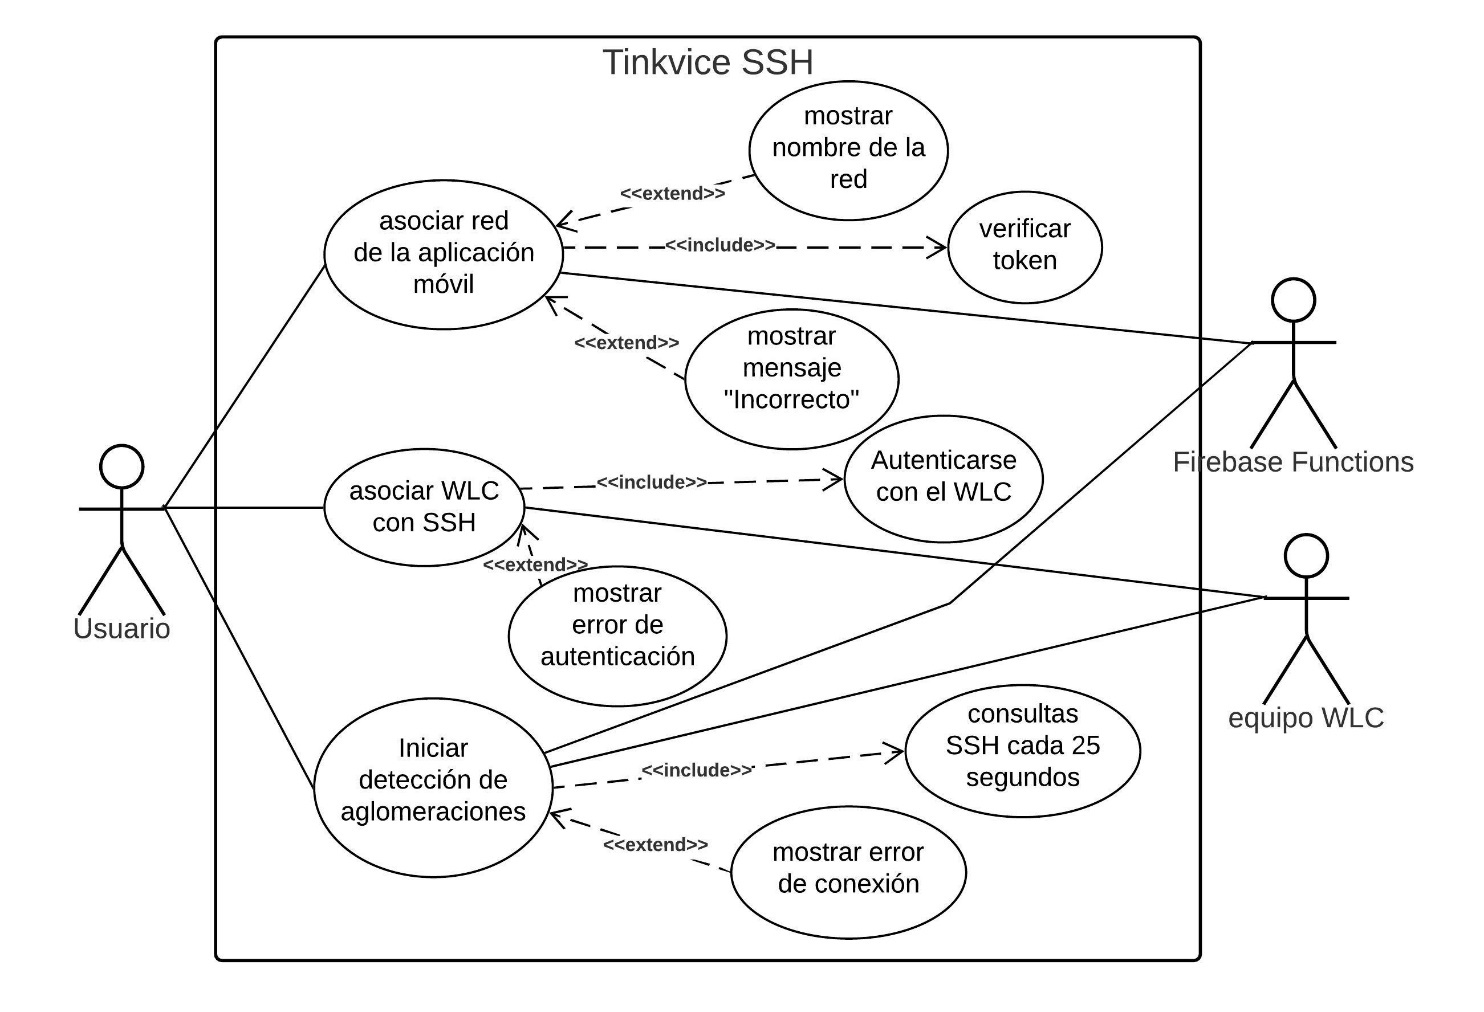 Tinkvice SSH
mostrar
nombre de la
red
<<extend>>
asociar red
de la aplicación
móvil
verificar
token
<<include>>
<<extend>>
mostrar
mensaje
"Incorrecto"
Firebase Functions
asociar WLC
con SSH
<<include>>
Autenticarse
con el WLC
<<extend>>
mostrar
error de
autenticación
Usuario
equipo WLC
Iniciar
detección de
aglomeraciones
<<include>>
consultas
SSH cada 25
segundos
<<extend>>
mostrar error
de conexión